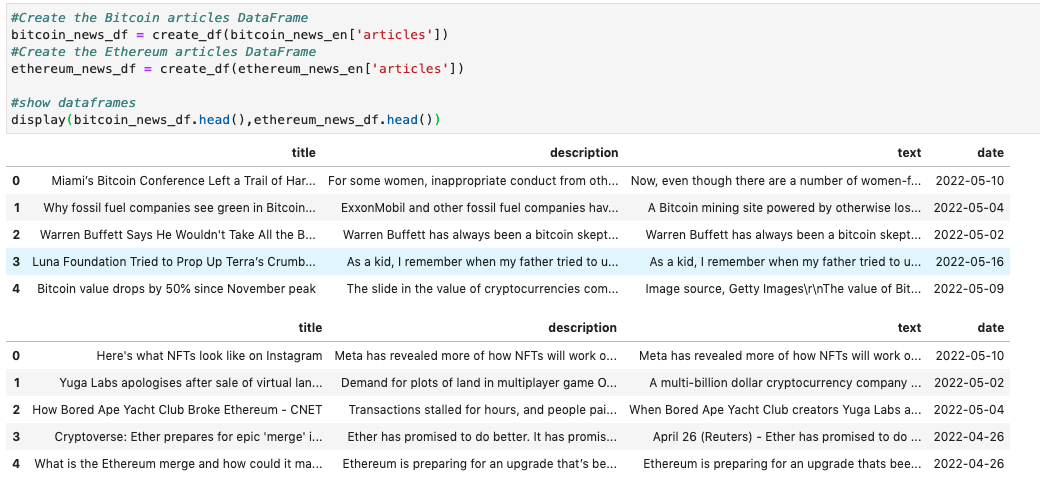 #Create the Bitcoin articles DataFrame
bitcoin_news_df = create_df(bitcoin_news_en['articles'])
#Create the Ethereum articles DataFrame
ethereum_news_df = create_df(ethereum_news_en['articles'])
#show dataframes
display(bitcoin_news_df.head(),ethereum_news_df.head())
title description text date
0 Miami’s Bitcoin Conference Left a Trail of Har... For some women, inappropriate conduct from oth... Now, even though there are a number of women-f... 2022-05-10
1 Why fossil fuel companies see green in Bitcoin... ExxonMobil and other fossil fuel companies hav... A Bitcoin mining site powered by otherwise los... 2022-05-04
2 Warren Buffett Says He Wouldn't Take All the B... Warren Buffett has always been a bitcoin skept... Warren Buffett has always been a bitcoin skept... 2022-05-02
3 Luna Foundation Tried to Prop Up Terra’s Crumb... As a kid, I remember when my father tried to u... As a kid, I remember when my father tried to u... 2022-05-16
4 Bitcoin value drops by 50% since November peak The slide in the value of cryptocurrencies com... Image source, Getty Images\r\nThe value of Bit... 2022-05-09
title description text date
0 Here's what NFTs look like on Instagram Meta has revealed more of how NFTs will work o... Meta has revealed more of how NFTs will work o... 2022-05-10
1 Yuga Labs apologises after sale of virtual lan... Demand for plots of land in multiplayer game O... A multi-billion dollar cryptocurrency company ... 2022-05-02
2 How Bored Ape Yacht Club Broke Ethereum - CNET Transactions stalled for hours, and people pai... When Bored Ape Yacht Club creators Yuga Labs a... 2022-05-04
3 Cryptoverse: Ether prepares for epic 'merge' i... Ether has promised to do better. It has promis... April 26 (Reuters) - Ether has promised to do ... 2022-04-26
4 What is the Ethereum merge and how could it ma... Ethereum is preparing for an upgrade that’s be... Ethereum is preparing for an upgrade thats bee... 2022-04-26